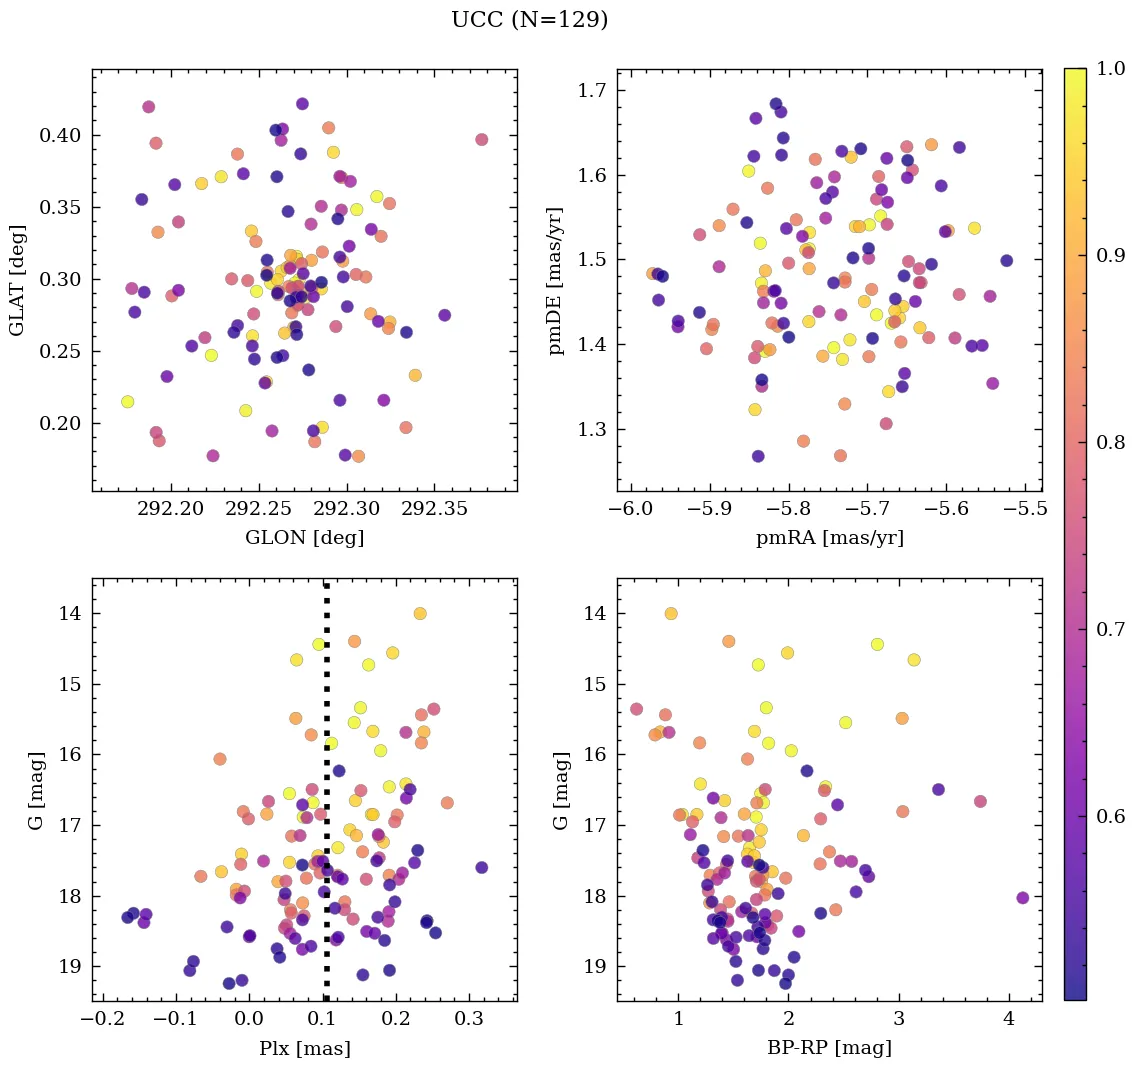 UCC (N=129)
0.40
0.35
0.30
0.25
0.20
GLAT [deg]
292.20 292.25 292.30 292.35
GLON [deg]
1.7
1.6
1.5
1.4
1.3
pmDE [mas/yr]
−6.0 −5.9 −5.8 −5.7 −5.6 −5.5
pmRA [mas/yr]
1.0
0.9
0.8
0.7
0.6
14
15
16
17
18
19
G [mag]
−0.2 −0.1 0.0 0.1 0.2 0.3
Plx [mas]
14
15
16
17
18
19
G [mag]
1 2 3 4
BP-RP [mag]